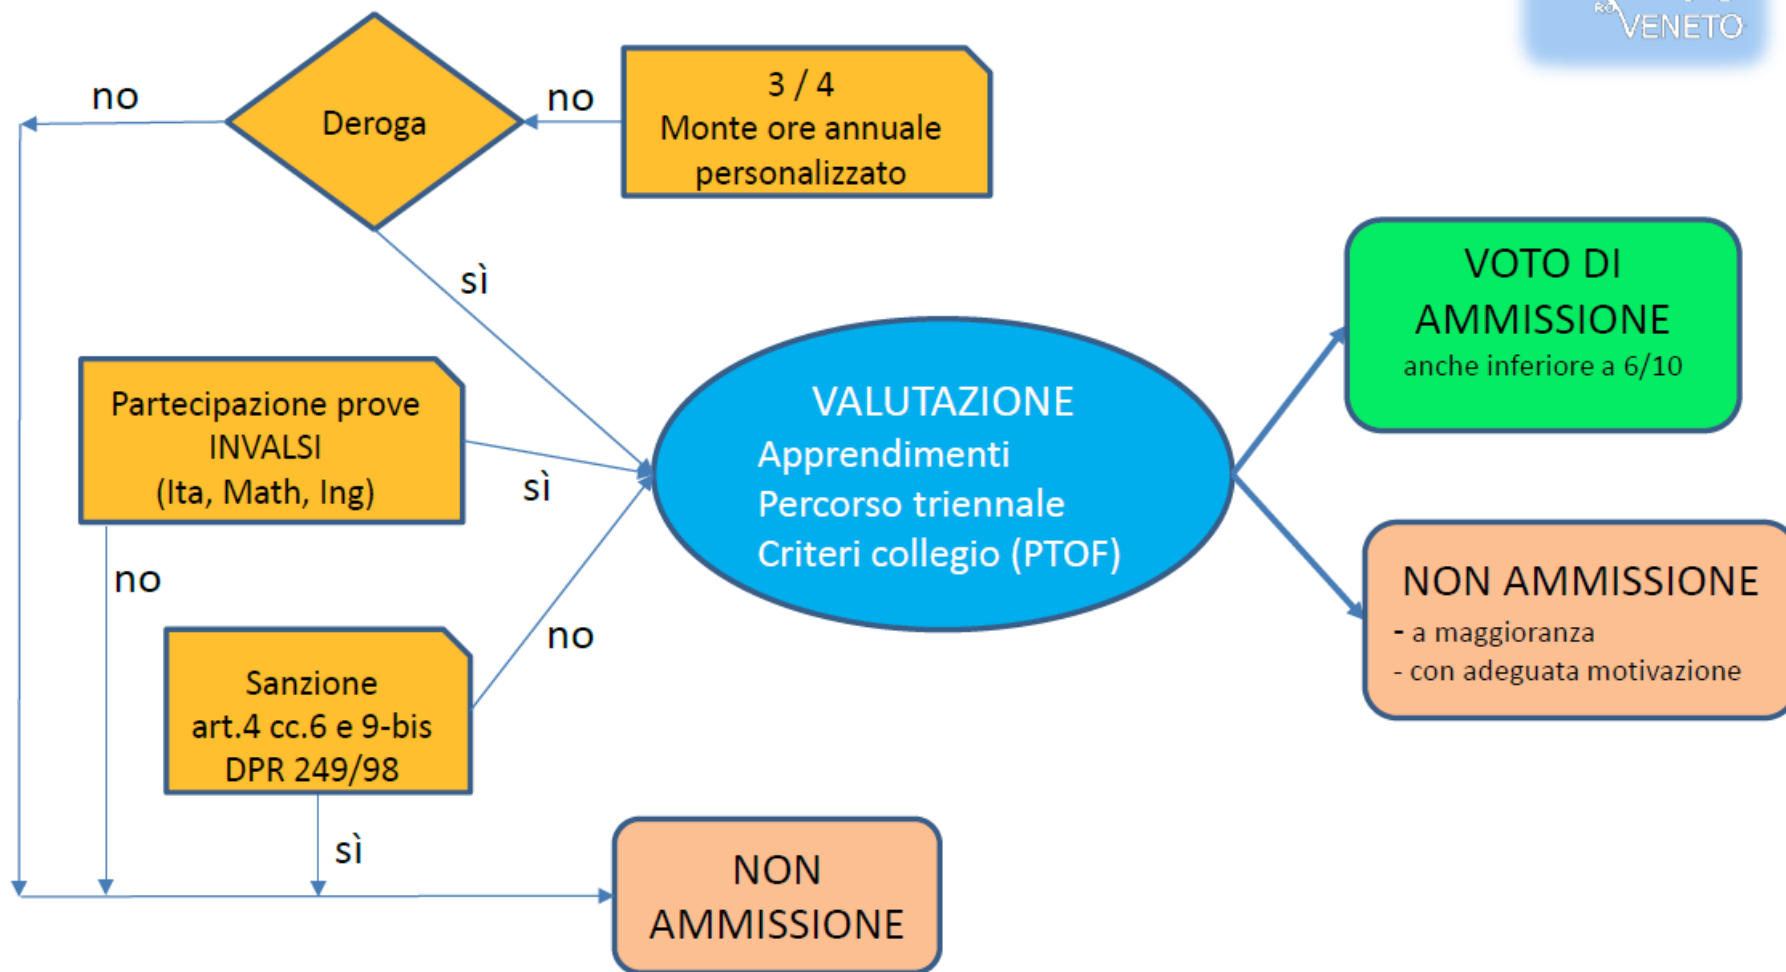 VENETO
no
Deroga
no
3 / 4
Monte ore annuale
personalizzato
sì
VOTO DI
AMMISSIONE
anche inferiore a 6/10
Partecipazione prove
INVALSI
(Ita, Math, Ing)
sì
no
VALUTAZIONE
Apprendimenti
Percorso triennale
Criteri collegio (PTOF)
NON AMMISSIONE
- a maggioranza
- con adeguata motivazione
Sanzione
art.4 cc.6 e 9-bis
DPR 249/98
no
sì
NON
AMMISSIONE